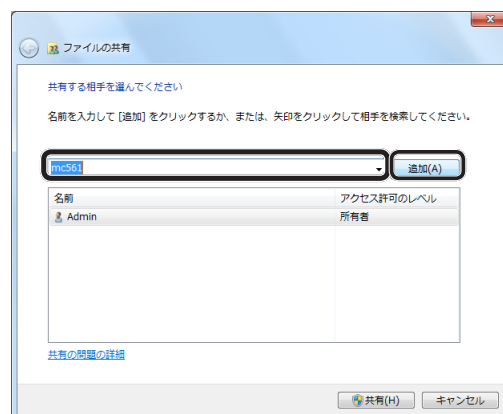 ファイルの共有
共有する相手を選んでください
名前を入力して [追加] をクリックするか、または、矢印をクリックして相手を検索してください。
mc561
追加(A)
名前 アクセス許可のレベル
Admin 所有者
共有の問題の詳細
共有(H) キャンセル